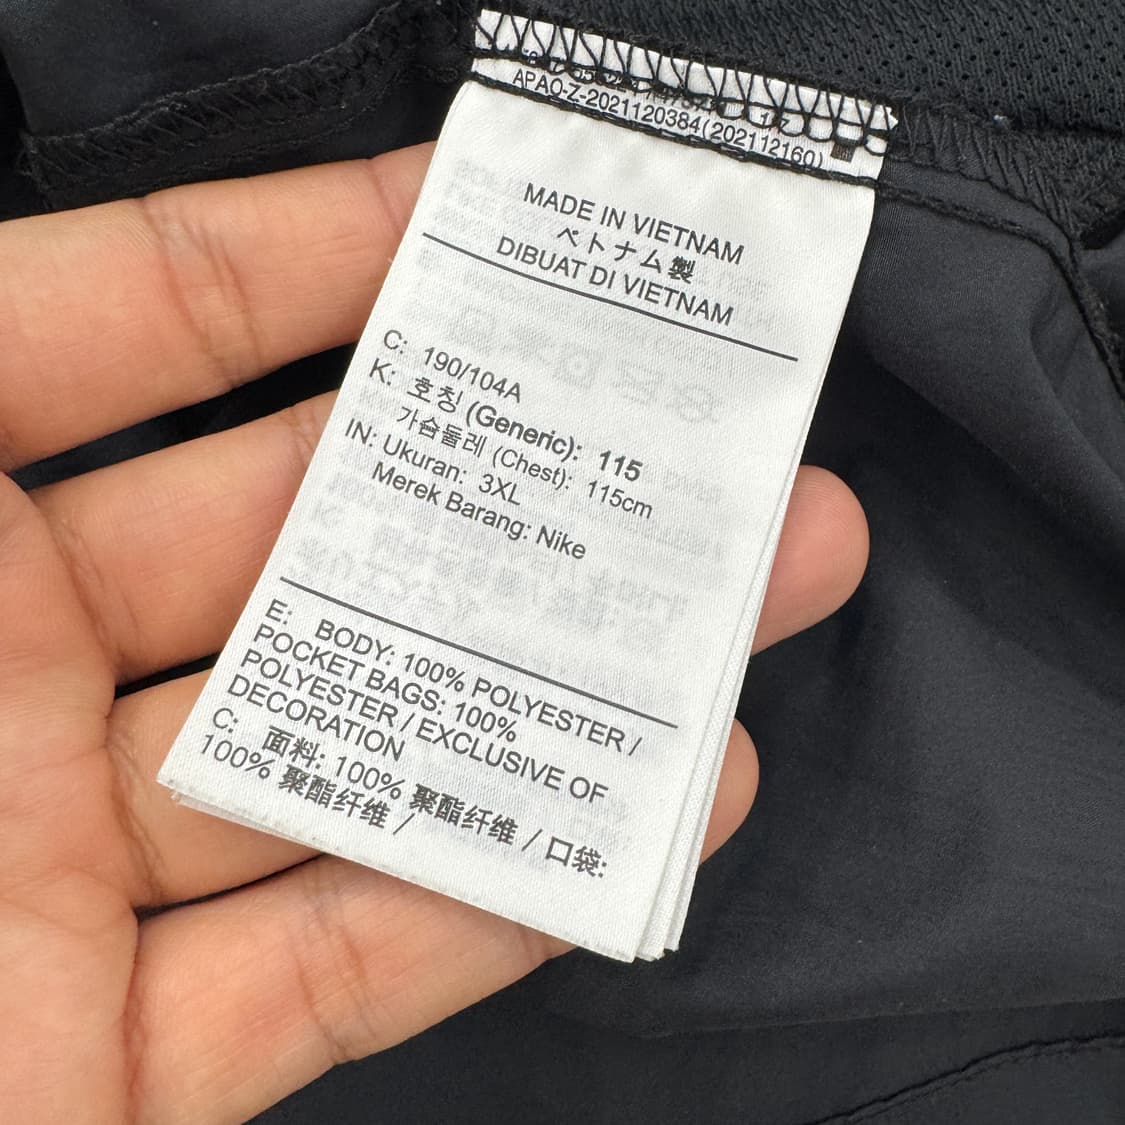 APAO-Z-2021120384(202112160)
MADE IN VIETNAM
ベトナム製
DIBUAT DI VIETNAM
C: 190/104A
K: 호칭 (Generic): 115
가슴둘레 (Chest): 115cm
IN: Ukuran: 3XL
Merek Barang: Nike
E: BODY: 100% POLYESTER /
POCKET BAGS: 100%
POLYESTER / EXCLUSIVE OF
DECORATION
C: 面料: 100% 聚酯纤维 / 口袋:
100% 聚酯纤维 /